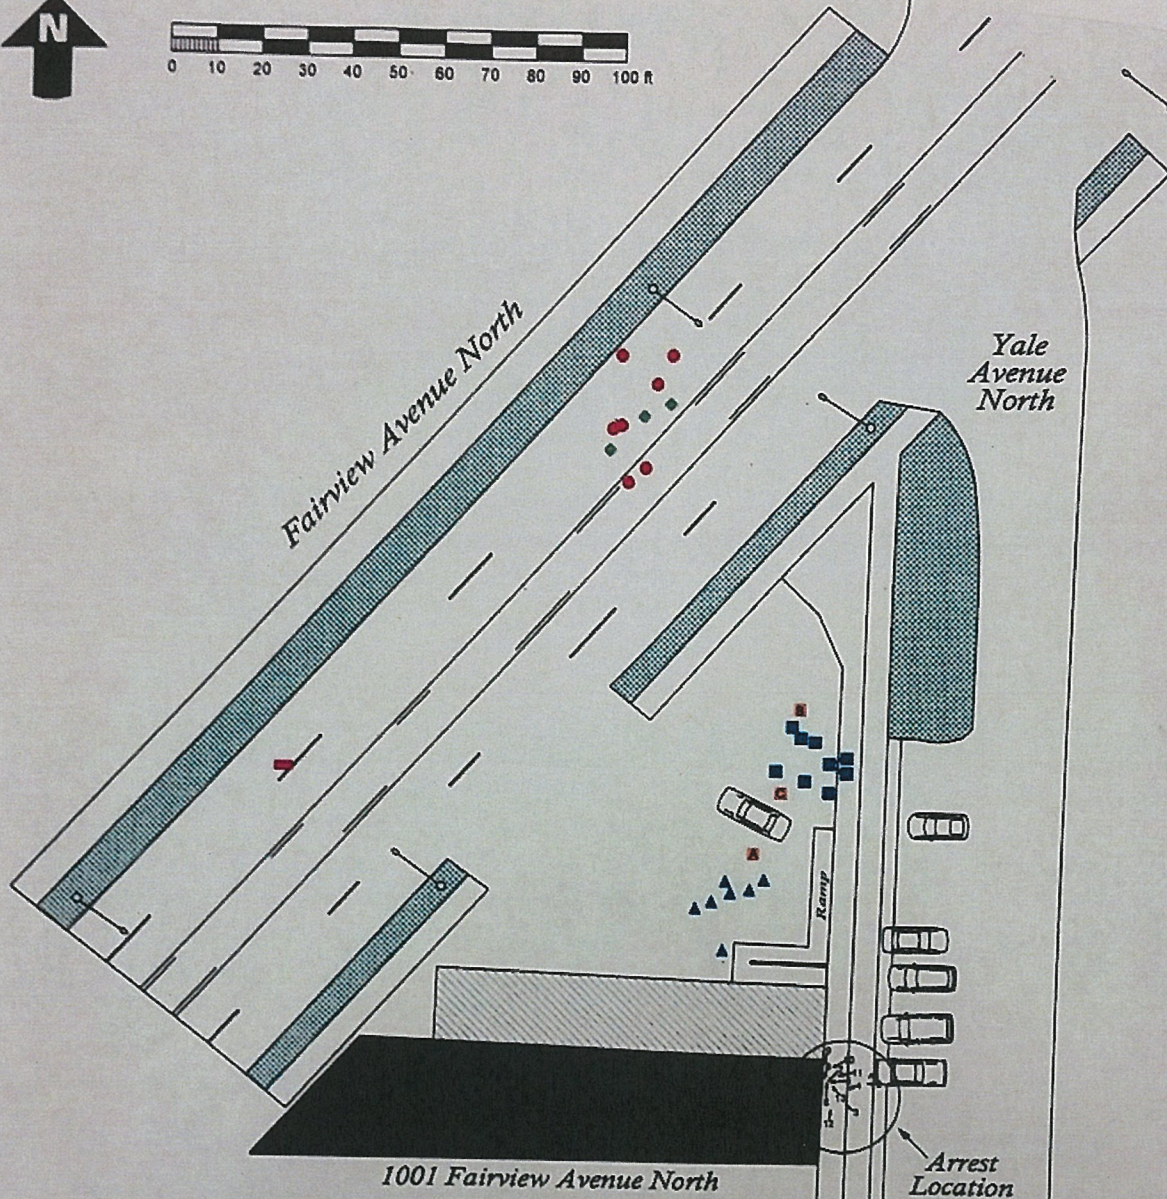 N
0 10 20 30 40 50 60 70 80 90 100 ft
Fairview Avenue North
Yale
Avenue
North
B
C
A
Ramp
1001 Fairview Avenue North
Arrest
Location